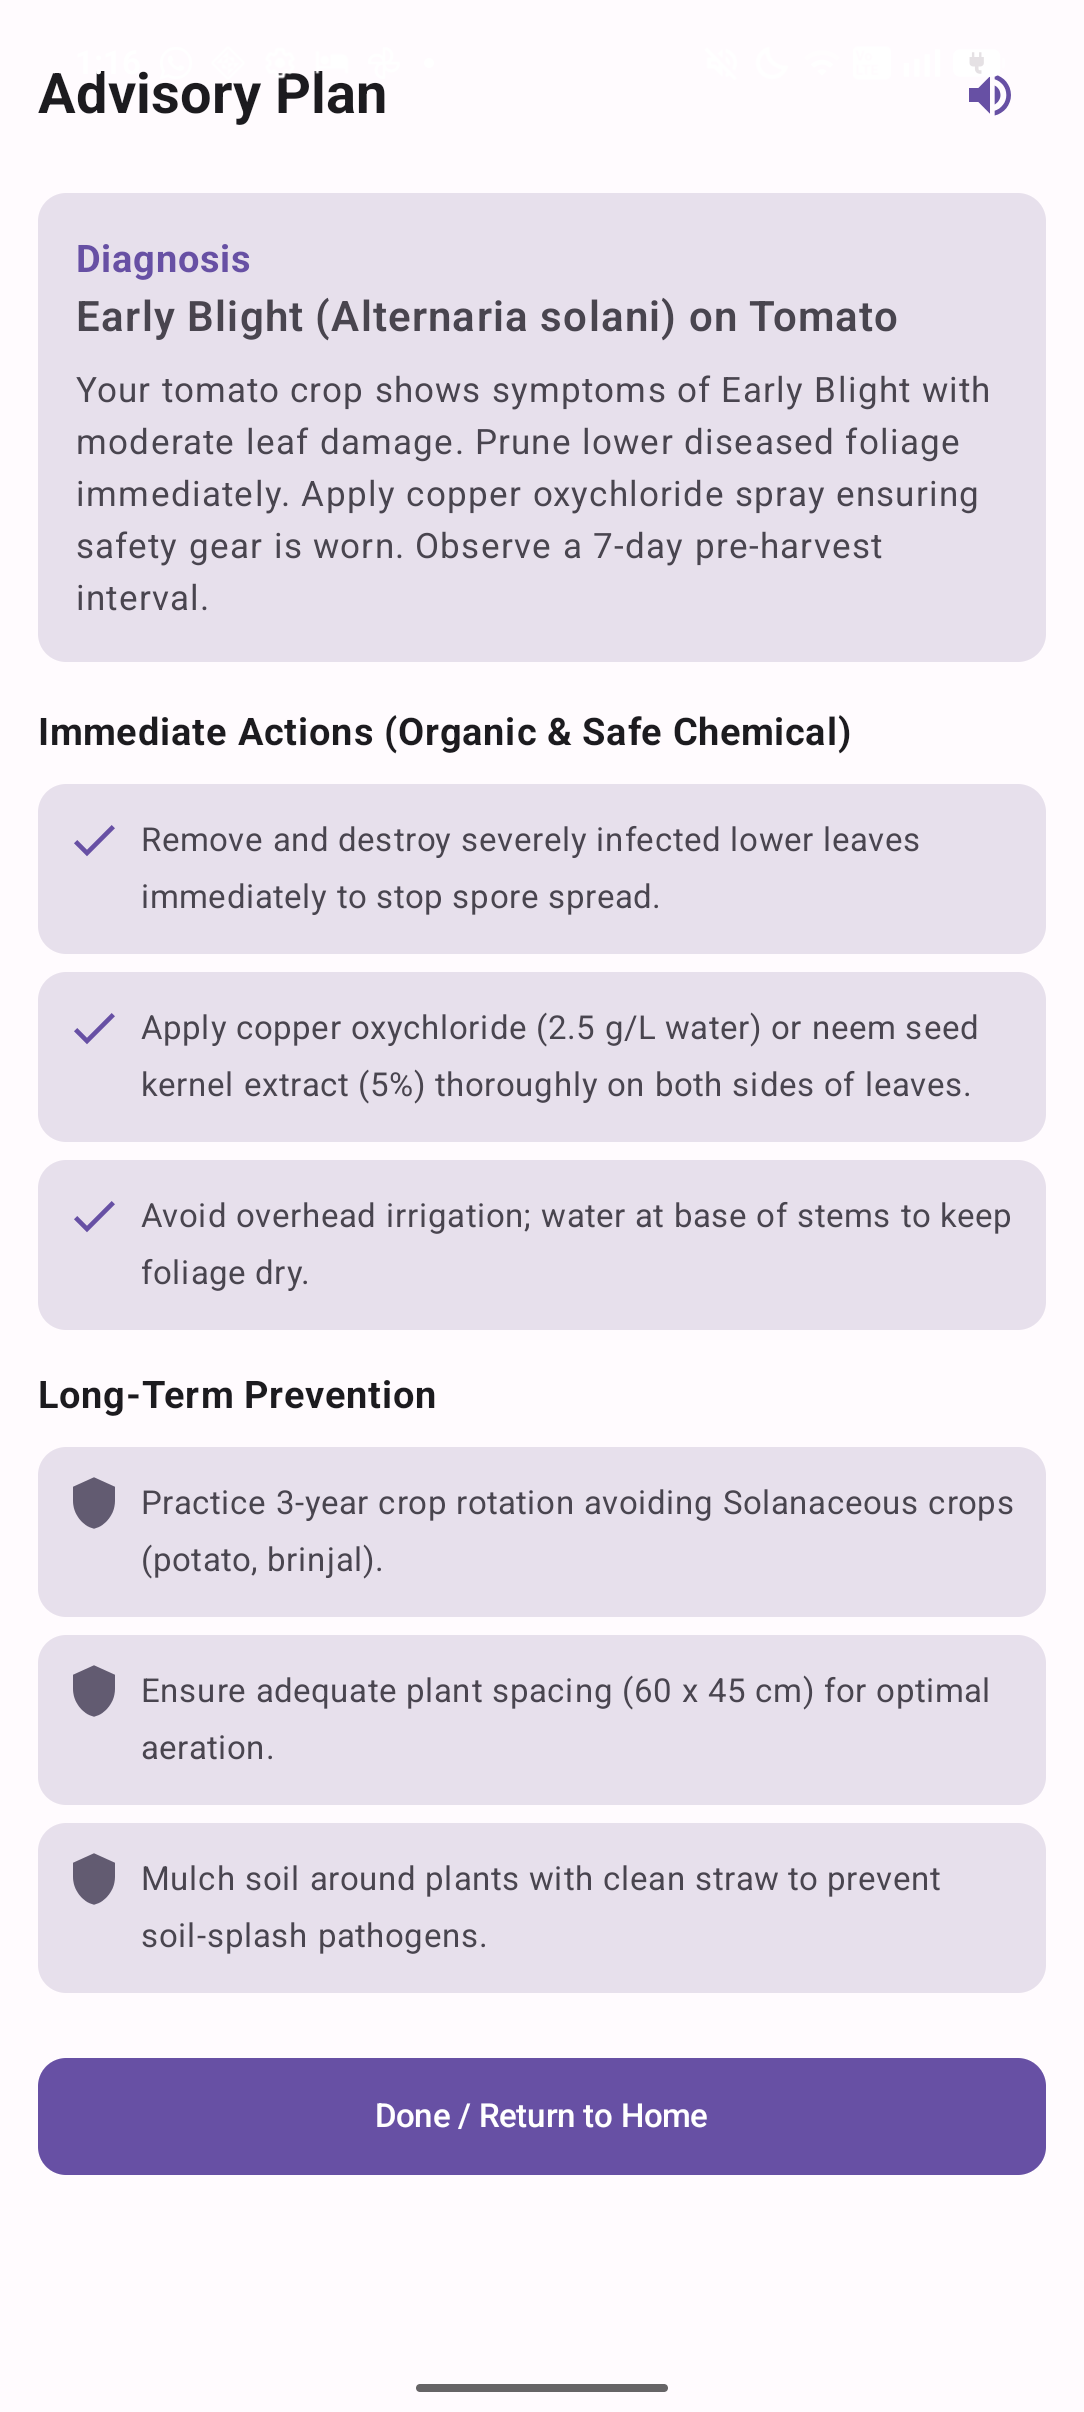 Advisory Plan
Diagnosis
Early Blight (Alternaria solani) on Tomato
Your tomato crop shows symptoms of Early Blight with
moderate leaf damage. Prune lower diseased foliage
immediately. Apply copper oxychloride spray ensuring
safety gear is worn. Observe a 7-day pre-harvest
interval.
Immediate Actions (Organic & Safe Chemical)
Remove and destroy severely infected lower leaves
immediately to stop spore spread.
Apply copper oxychloride (2.5 g/L water) or neem seed
kernel extract (5%) thoroughly on both sides of leaves.
Avoid overhead irrigation; water at base of stems to keep
foliage dry.
Long-Term Prevention
Practice 3-year crop rotation avoiding Solanaceous crops
(potato, brinjal).
Ensure adequate plant spacing (60 x 45 cm) for optimal
aeration.
Mulch soil around plants with clean straw to prevent
soil-splash pathogens.
Done / Return to Home